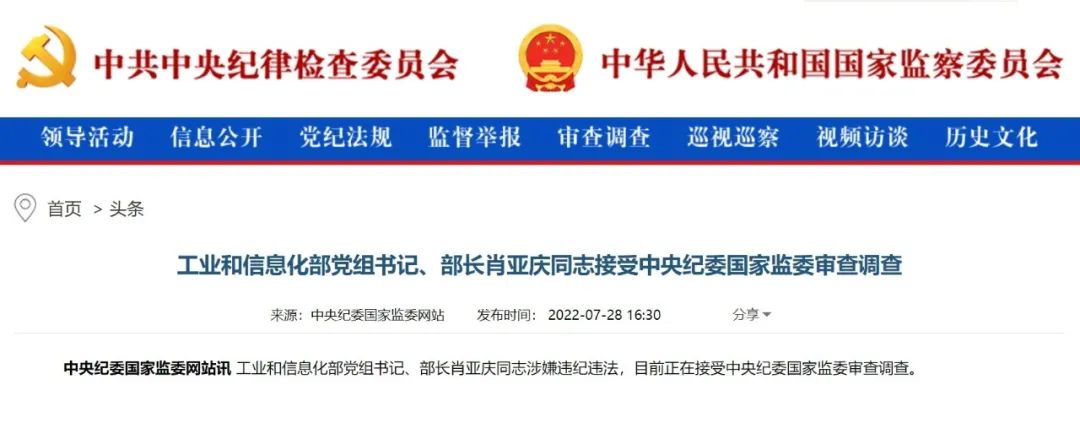 中共中央纪律检查委员会 中华人民共和国国家监察委员会
领导活动 信息公开 党纪法规 监督举报 审查调查 巡视巡察 视频访谈 历史文化
首页 > 头条
工业和信息化部党组书记、部长肖亚庆同志接受中央纪委国家监委审查调查
来源：中央纪委国家监委网站 发布时间： 2022-07-28 16:30 分享
中央纪委国家监委网站讯 工业和信息化部党组书记、部长肖亚庆同志涉嫌违纪违法，目前正在接受中央纪委国家监委审查调查。